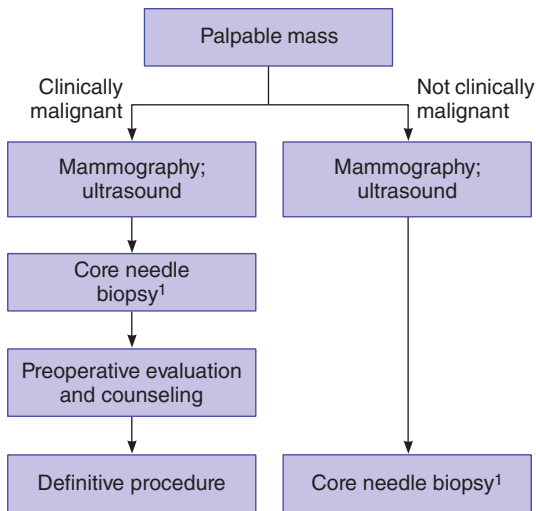 Palpable mass
Clinically
malignant
Not clinically
malignant
Mammography;
ultrasound
Mammography;
ultrasound
Core needle
biopsy¹
Preoperative evaluation
and counseling
Definitive procedure
Core needle biopsy¹